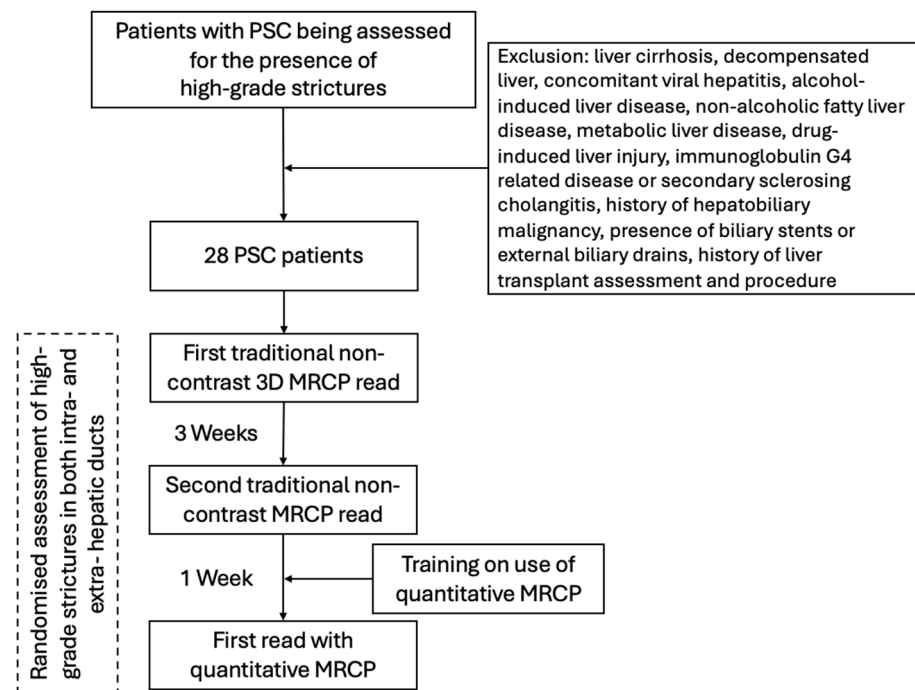 Patients with PSC being assessed
for the presence of
high-grade strictures
Exclusion: liver cirrhosis, decompensated
liver, concomitant viral hepatitis, alcohol-
induced liver disease, non-alcoholic fatty liver
disease, metabolic liver disease, drug-
induced liver injury, immunoglobulin G4
related disease or secondary sclerosing
cholangitis, history of hepatobiliary
malignancy, presence of biliary stents or
external biliary drains, history of liver
transplant assessment and procedure
28 PSC patients
Randomised assessment of high-
grade strictures in both intra- and
extra- hepatic ducts
First traditional non-
contrast 3D MRCP read
3 Weeks
Second traditional non-
contrast MRCP read
1 Week
Training on use of
quantitative MRCP
First read with
quantitative MRCP